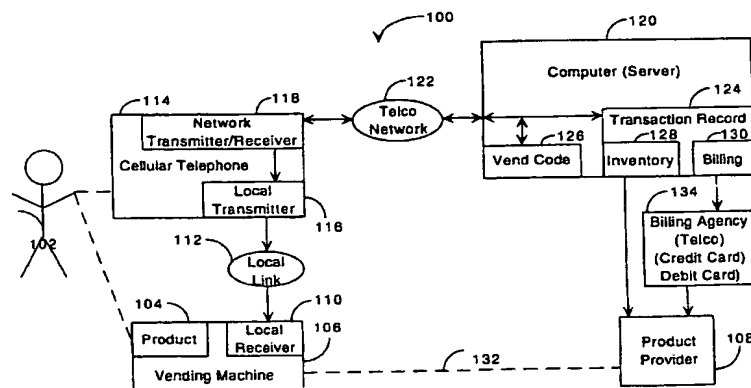 100
120
Computer (Server)
122
Telco
Network
124
Transaction Record
114
118
Network
Transmitter/Receiver
Cellular Telephone
126
Vend Code
128
Inventory
130
Billing
Local
Transmitter
116
102
112
Local
Link
134
Billing Agency
(Telco)
(Credit Card)
Debit Card)
104
Product
110
Local
Receiver
106
Vending Machine
132
Product
Provider
108